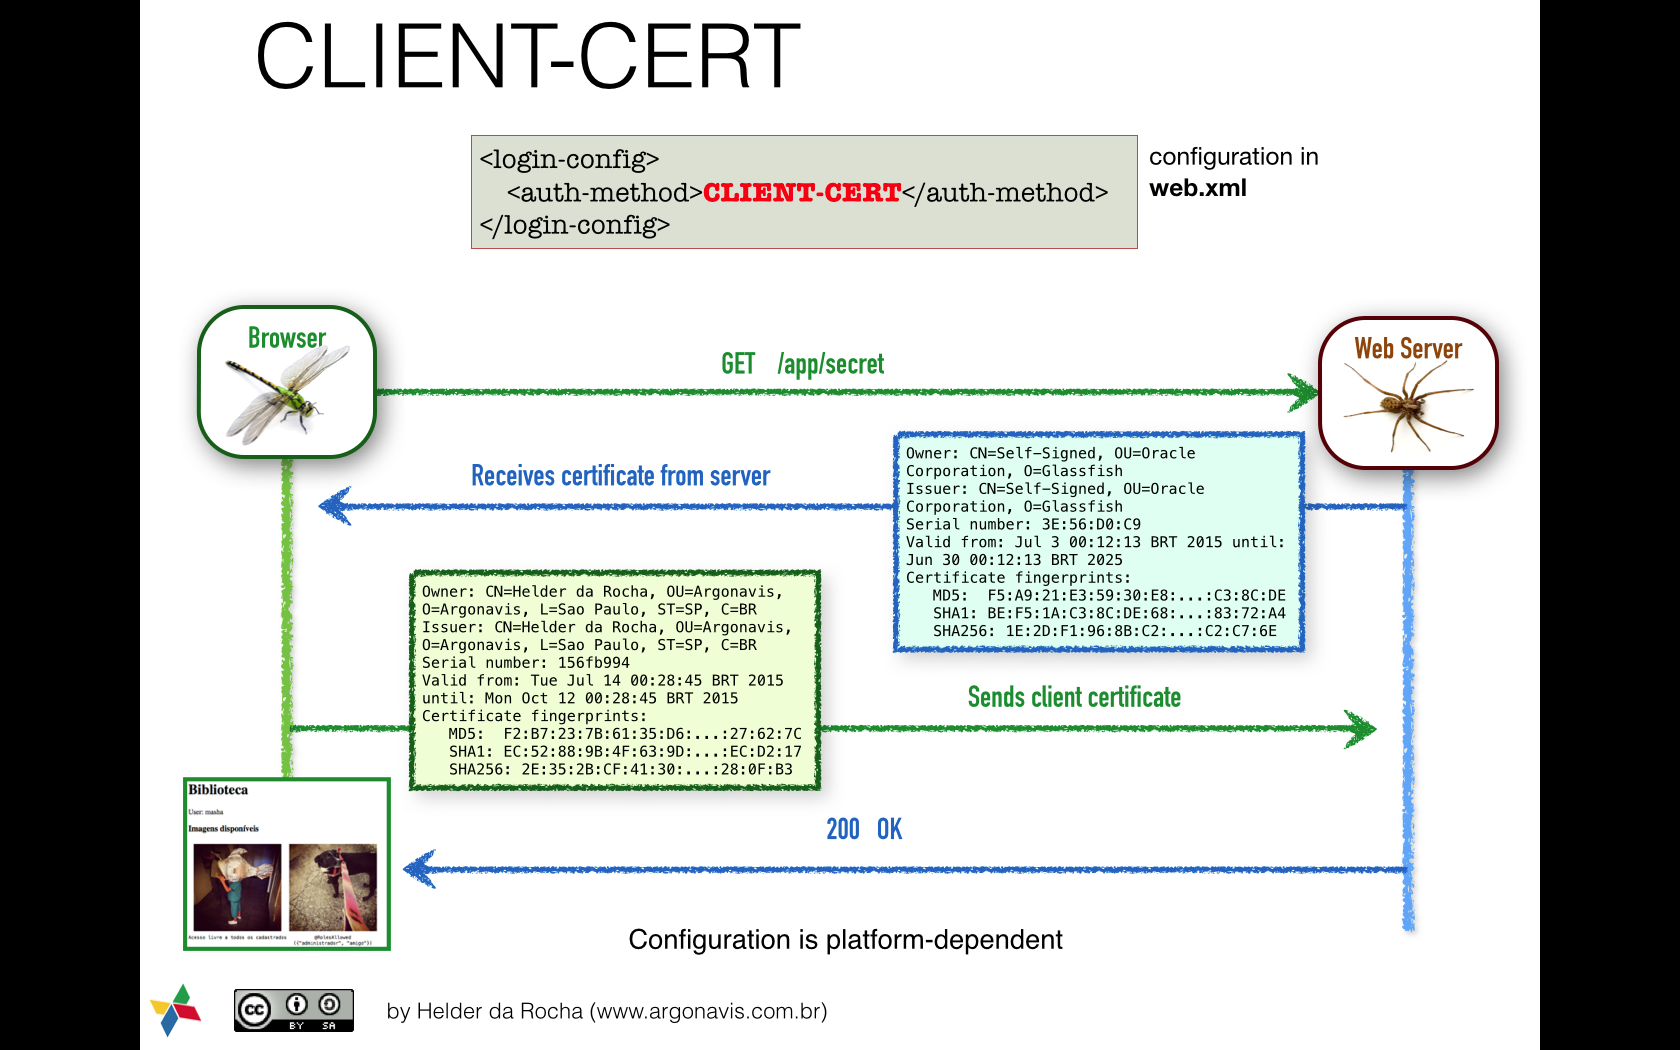 CLIENT-CERT
<login-config>
<auth-method>CLIENT-CERT</auth-method>
</login-config>
configuration in
web.xml
Browser
Web Server
GET /app/secret
Receives certificate from server
Owner: CN=Self-Signed, OU=Oracle
Corporation, O=Glassfish
Issuer: CN=Self-Signed, OU=Oracle
Corporation, O=Glassfish
Serial number: 3E:56:D0:C9
Valid from: Jul 3 00:12:13 BRT 2015 until:
Jun 30 00:12:13 BRT 2025
Certificate fingerprints:
MD5: F5:A9:21:E3:59:30:E8:...:C3:8C:DE
SHA1: BE:F5:1A:C3:8C:DE:68:...:83:72:A4
SHA256: 1E:2D:F1:96:8B:C2:...:C2:C7:6E
Owner: CN=Helder da Rocha, OU=Argonavis,
O=Argonavis, L=Sao Paulo, ST=SP, C=BR
Issuer: CN=Helder da Rocha, OU=Argonavis,
O=Argonavis, L=Sao Paulo, ST=SP, C=BR
Serial number: 156fb994
Valid from: Tue Jul 14 00:28:45 BRT 2015
until: Mon Oct 12 00:28:45 BRT 2015
Certificate fingerprints:
MD5: F2:B7:23:7B:61:35:D6:...:27:62:7C
SHA1: EC:52:88:9B:4F:63:9D:...:EC:D2:17
SHA256: 2E:35:2B:CF:41:30:...:28:0F:B3
Sends client certificate
Biblioteca
User: masha
Imagens disponíveis
Acesso livre a todos os cadastrados
@RolesAllowed
({"administrador", "amigo"})
200 OK
Configuration is platform-dependent
cc
BY SA
by Helder da Rocha (www.argonavis.com.br)